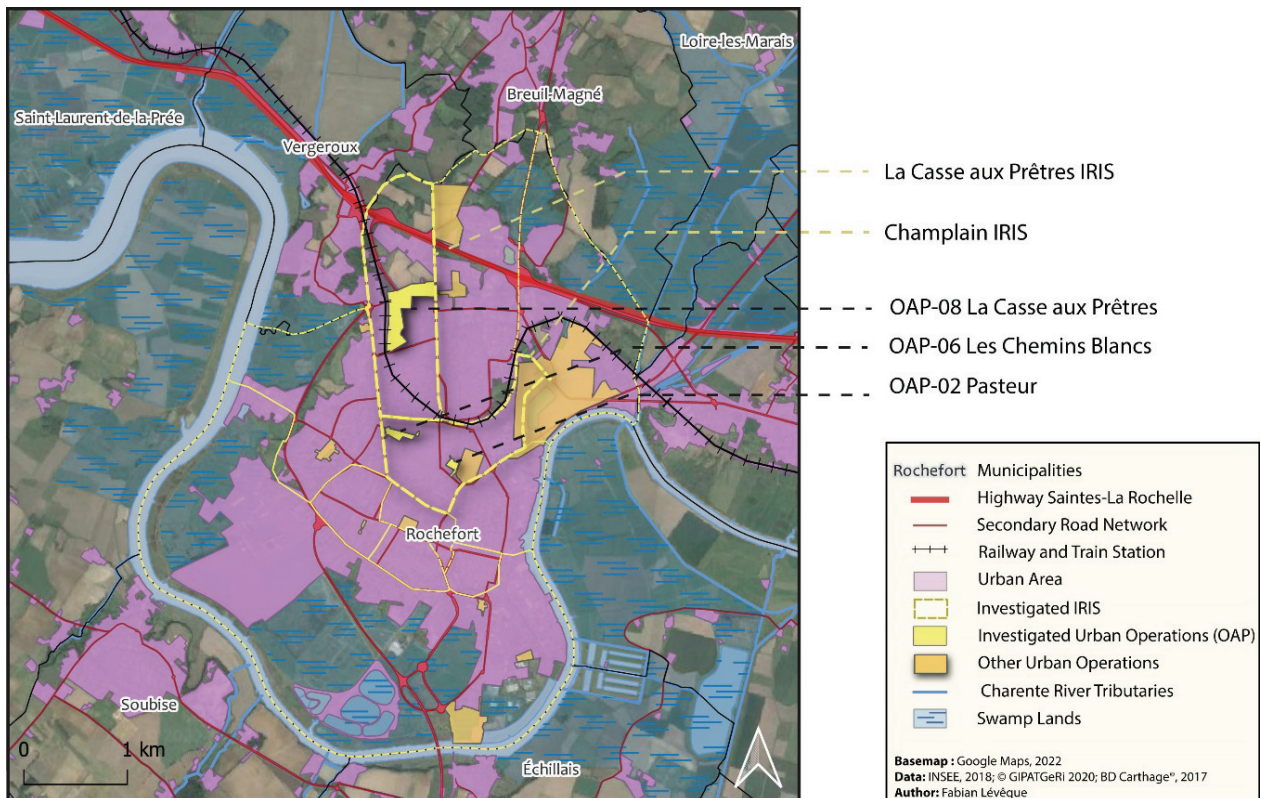 Loire-les-Marais
Breuil-Magné
Saint-Laurent-de-la-Prée
Vergeroux
Rochefort
Soubise
Échillais
0 1 km
La Casse aux Prêtres IRIS
Champlain IRIS
OAP-08 La Casse aux Prêtres
OAP-06 Les Chemins Blancs
OAP-02 Pasteur
Rochefort Municipalities
Highway Saintes-La Rochelle
Secondary Road Network
Railway and Train Station
Urban Area
Investigated IRIS
Investigated Urban Operations (OAP)
Other Urban Operations
Charente River Tributaries
Swamp Lands
Basemap : Google Maps, 2022
Data: INSEE, 2018; © GIPATGeRi 2020; BD Carthage®, 2017
Author: Fabian Lévêque